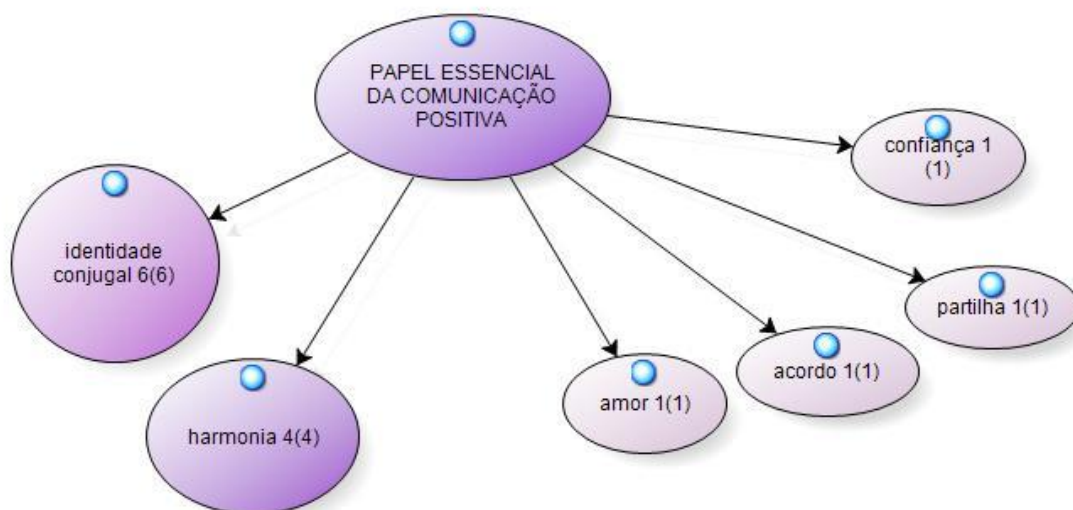 PAPEL ESSENCIAL
DA COMUNICAÇÃO
POSITIVA
confiança 1
(1)
identidade
conjugal 6(6)
partilha 1(1)
acordo 1(1)
amor 1(1)
harmonia 4(4)